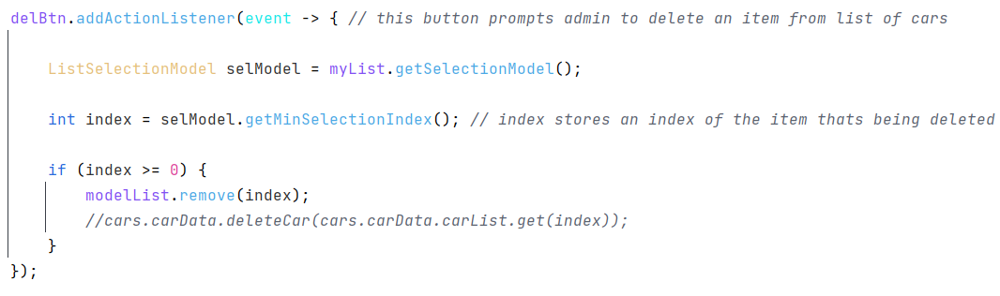 delBtn.addActionListener(event -> { // this button prompts admin to delete an item from list of cars
ListSelectionModel selModel = myList.getSelectionModel();
int index = selModel.getMinSelectionIndex(); // index stores an index of the item thats being deleted
if (index >= 0) {
modelList.remove(index);
//cars.carData.deleteCar(cars.carData.carList.get(index));
}
});